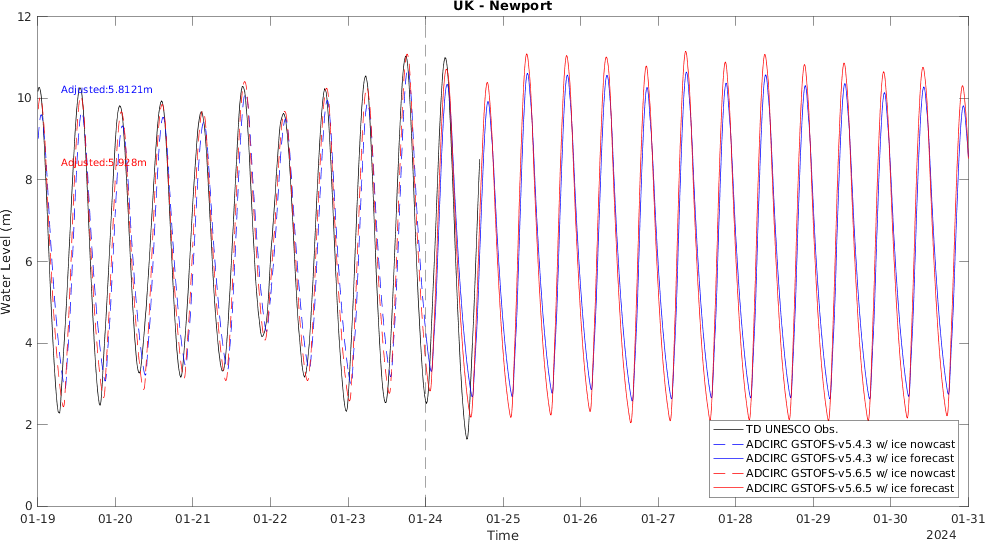 UK - Newport
12
10
8
6
4
2
0
Water Level (m)
Adjusted:5.8121m
Adjusted:5.928m
TD UNESCO Obs.
ADCIRC GSTOFS-v5.4.3 w/ ice nowcast
ADCIRC GSTOFS-v5.4.3 w/ ice forecast
ADCIRC GSTOFS-v5.6.5 w/ ice nowcast
ADCIRC GSTOFS-v5.6.5 w/ ice forecast
01-19 01-20 01-21 01-22 01-23 01-24 01-25 01-26 01-27 01-28 01-29 01-30 01-31
Time
2024